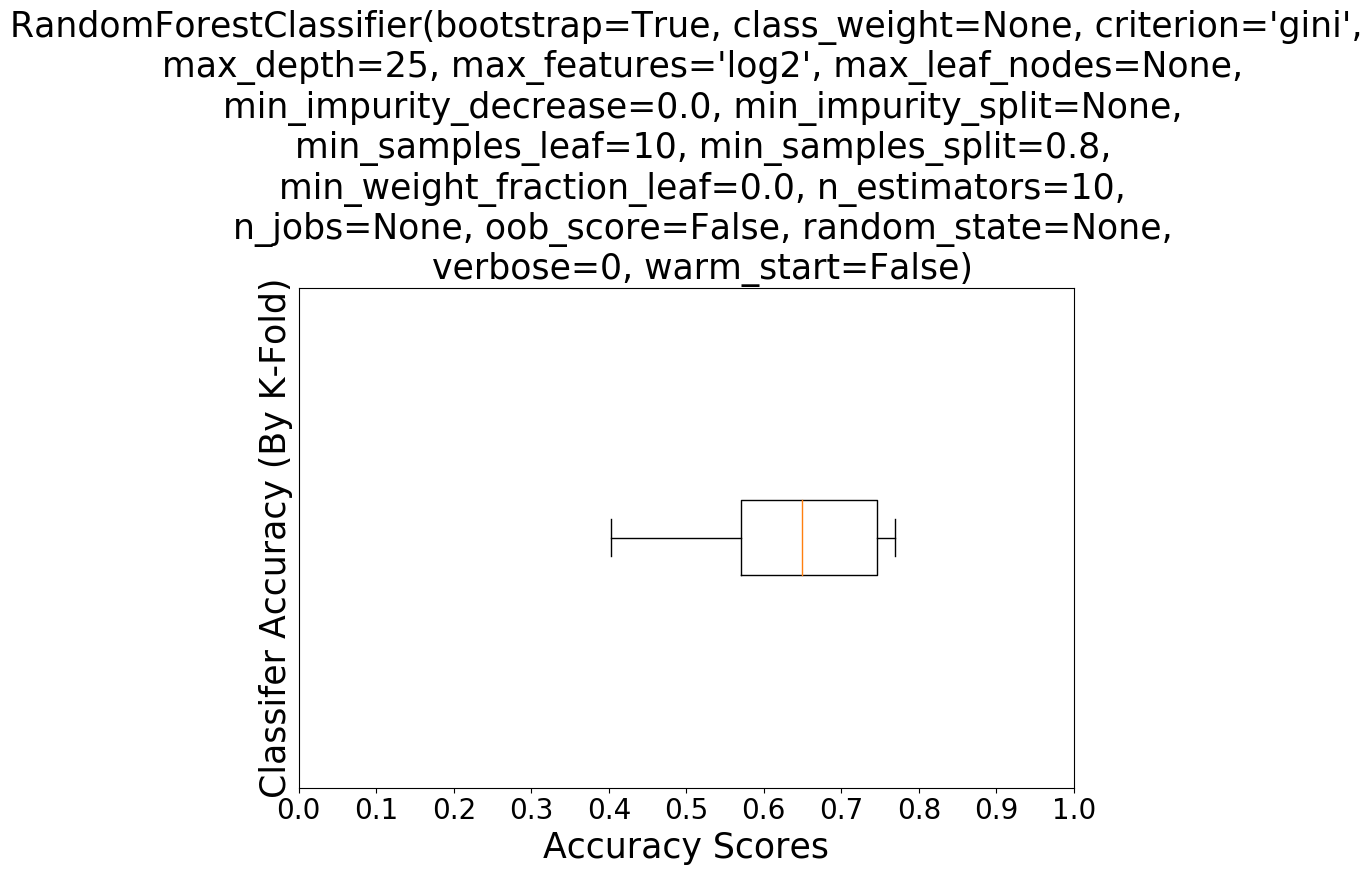 RandomForestClassifier(bootstrap=True, class_weight=None, criterion='gini',
max_depth=25, max_features='log2', max_leaf_nodes=None,
min_impurity_decrease=0.0, min_impurity_split=None,
min_samples_leaf=10, min_samples_split=0.8,
min_weight_fraction_leaf=0.0, n_estimators=10,
n_jobs=None, oob_score=False, random_state=None,
verbose=0, warm_start=False)
Classifer Accuracy (By K-Fold)
0.0 0.1 0.2 0.3 0.4 0.5 0.6 0.7 0.8 0.9 1.0
Accuracy Scores